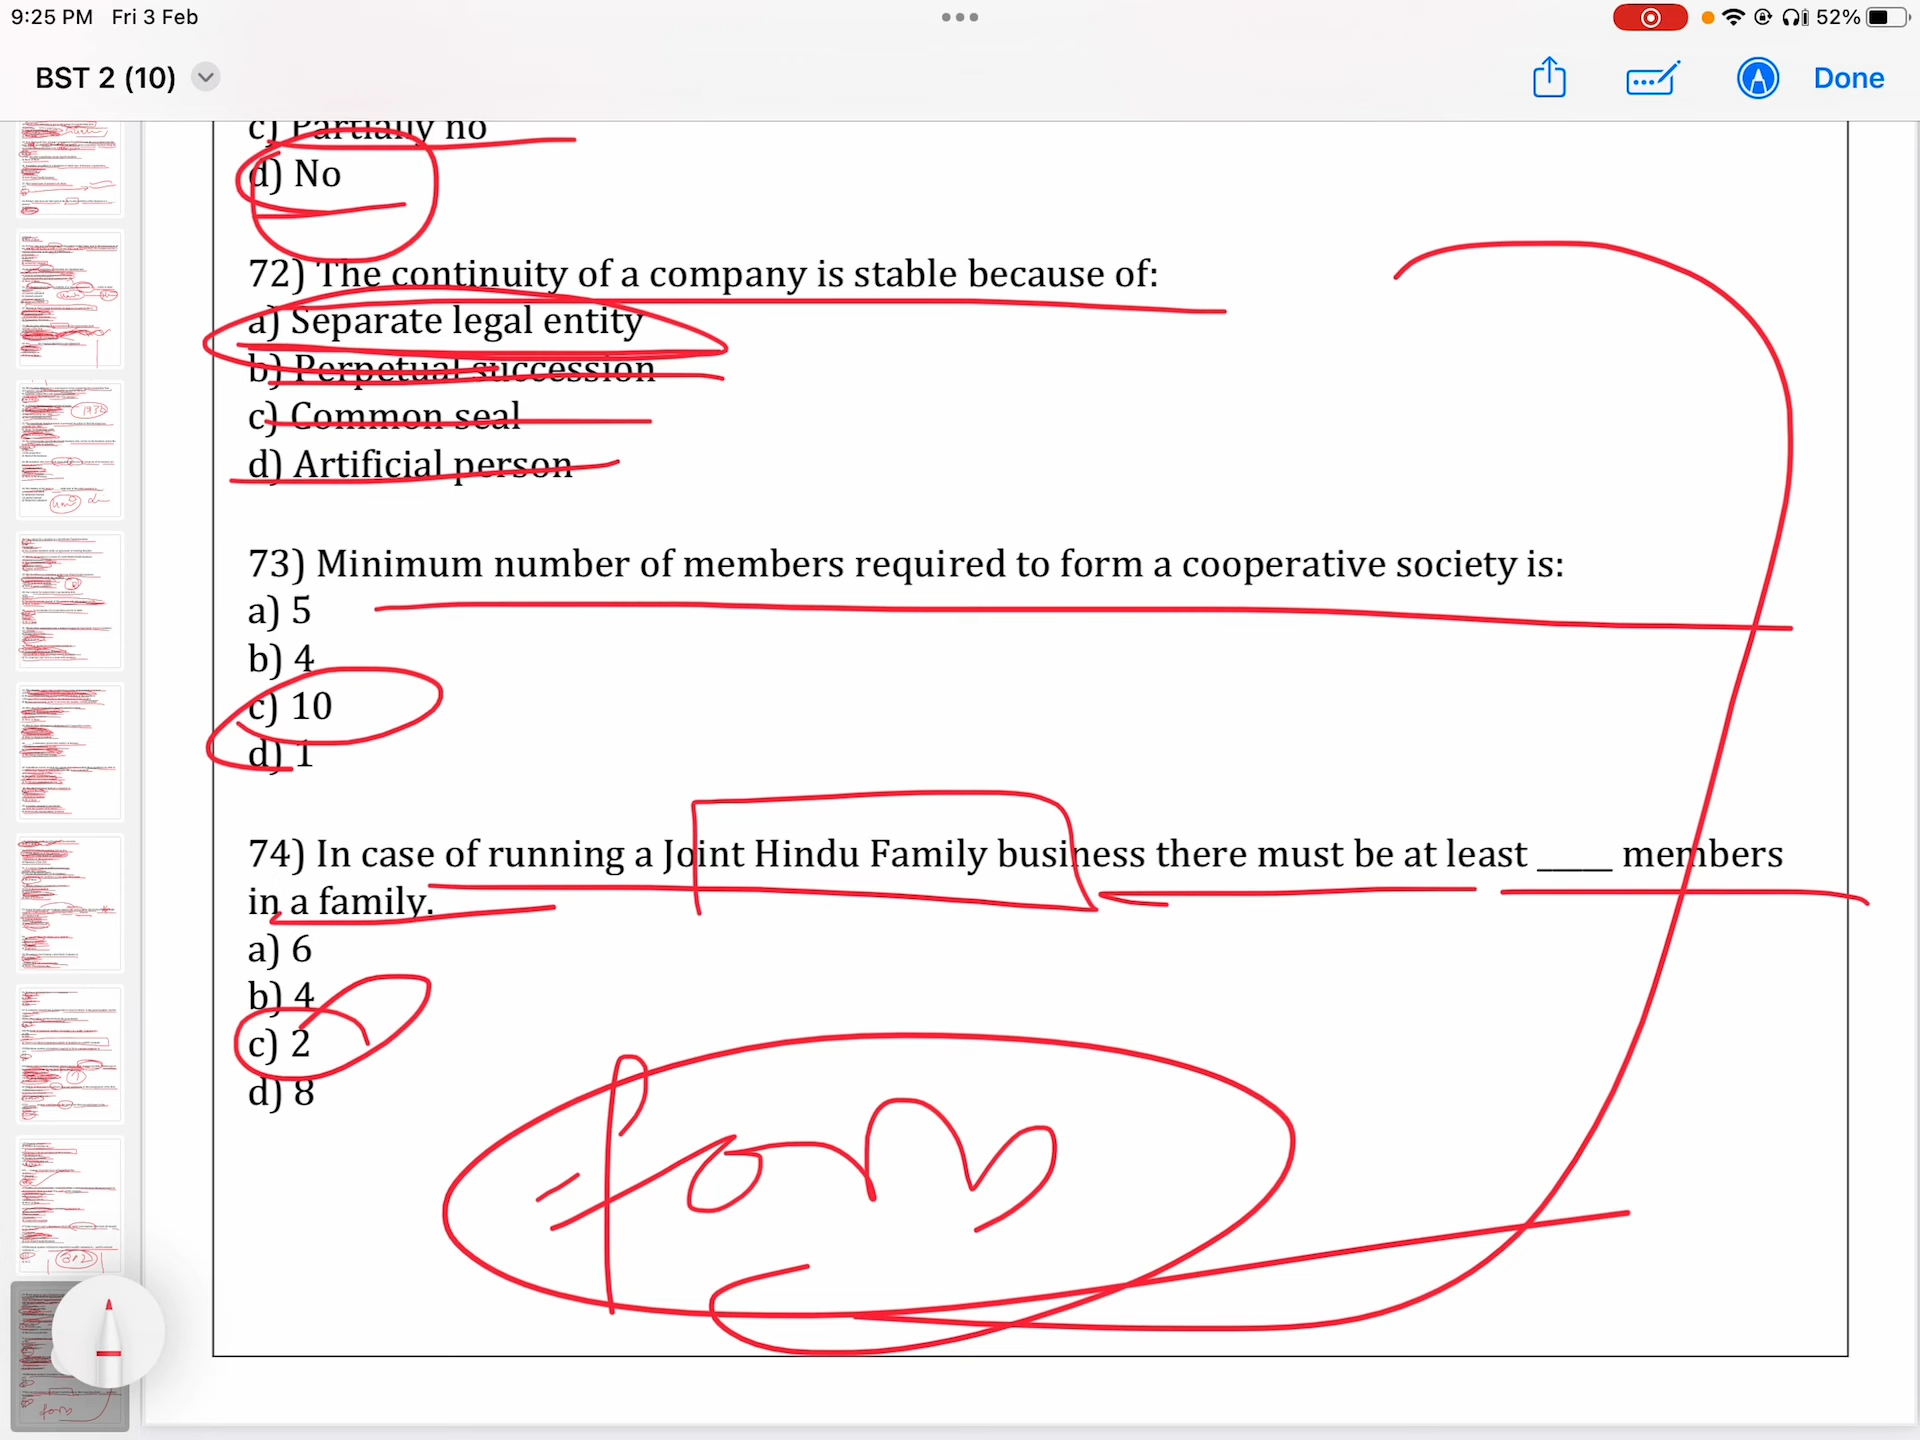 9:25 PM Fri 3 Feb
52%
BST 2 (10)
Done
c) Partially no
d) No
72) The continuity of a company is stable because of:
a) Separate legal entity
b) Perpetual succession
c) Common seal
d) Artificial person
73) Minimum number of members required to form a cooperative society is:
a) 5
b) 4
c) 10
d) 1
74) In case of running a Joint Hindu Family business there must be at least _____ members
in a family.
a) 6
b) 4
c) 2
d) 8
form